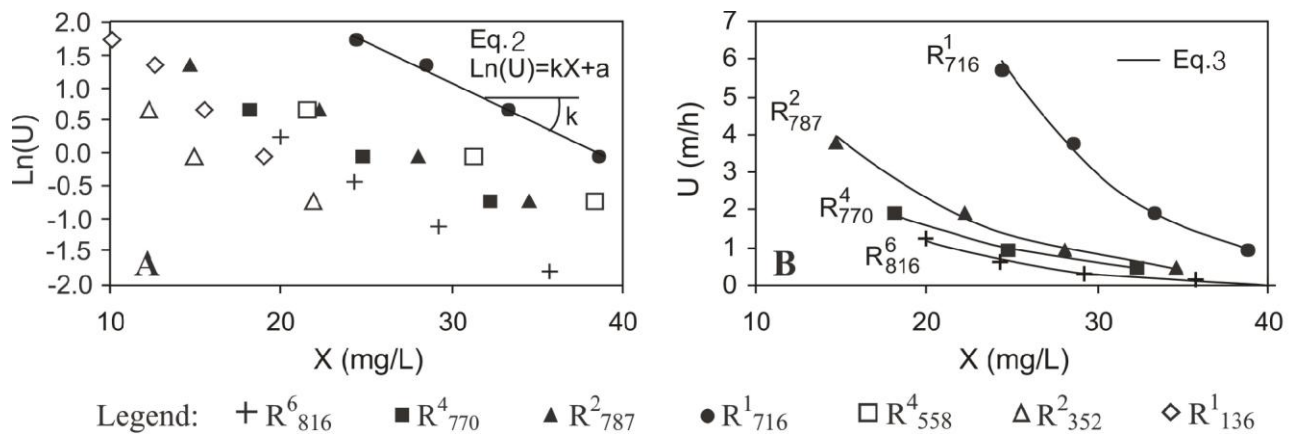 2.0
1.5
1.0
0.5
0.0
-0.5
-1.0
-1.5
-2.0
Ln(U)
Eq.2
Ln(U)=kX+a
k
A
10 20 30 40
X (mg/L)
7
6
5
4
3
2
1
0
U (m/h)
R¹₇₁₆
R²₇₈₇
R⁴₇₇₀
R⁶₈₁₆
Eq.3
B
10 20 30 40
X (mg/L)
Legend: + R⁶₈₁₆ ■ R⁴₇₇₀ ▲ R²₇₈₇ ● R¹₇₁₆ □ R⁴₅₅₈ △ R²₃₅₂ ◇ R¹₁₃₆